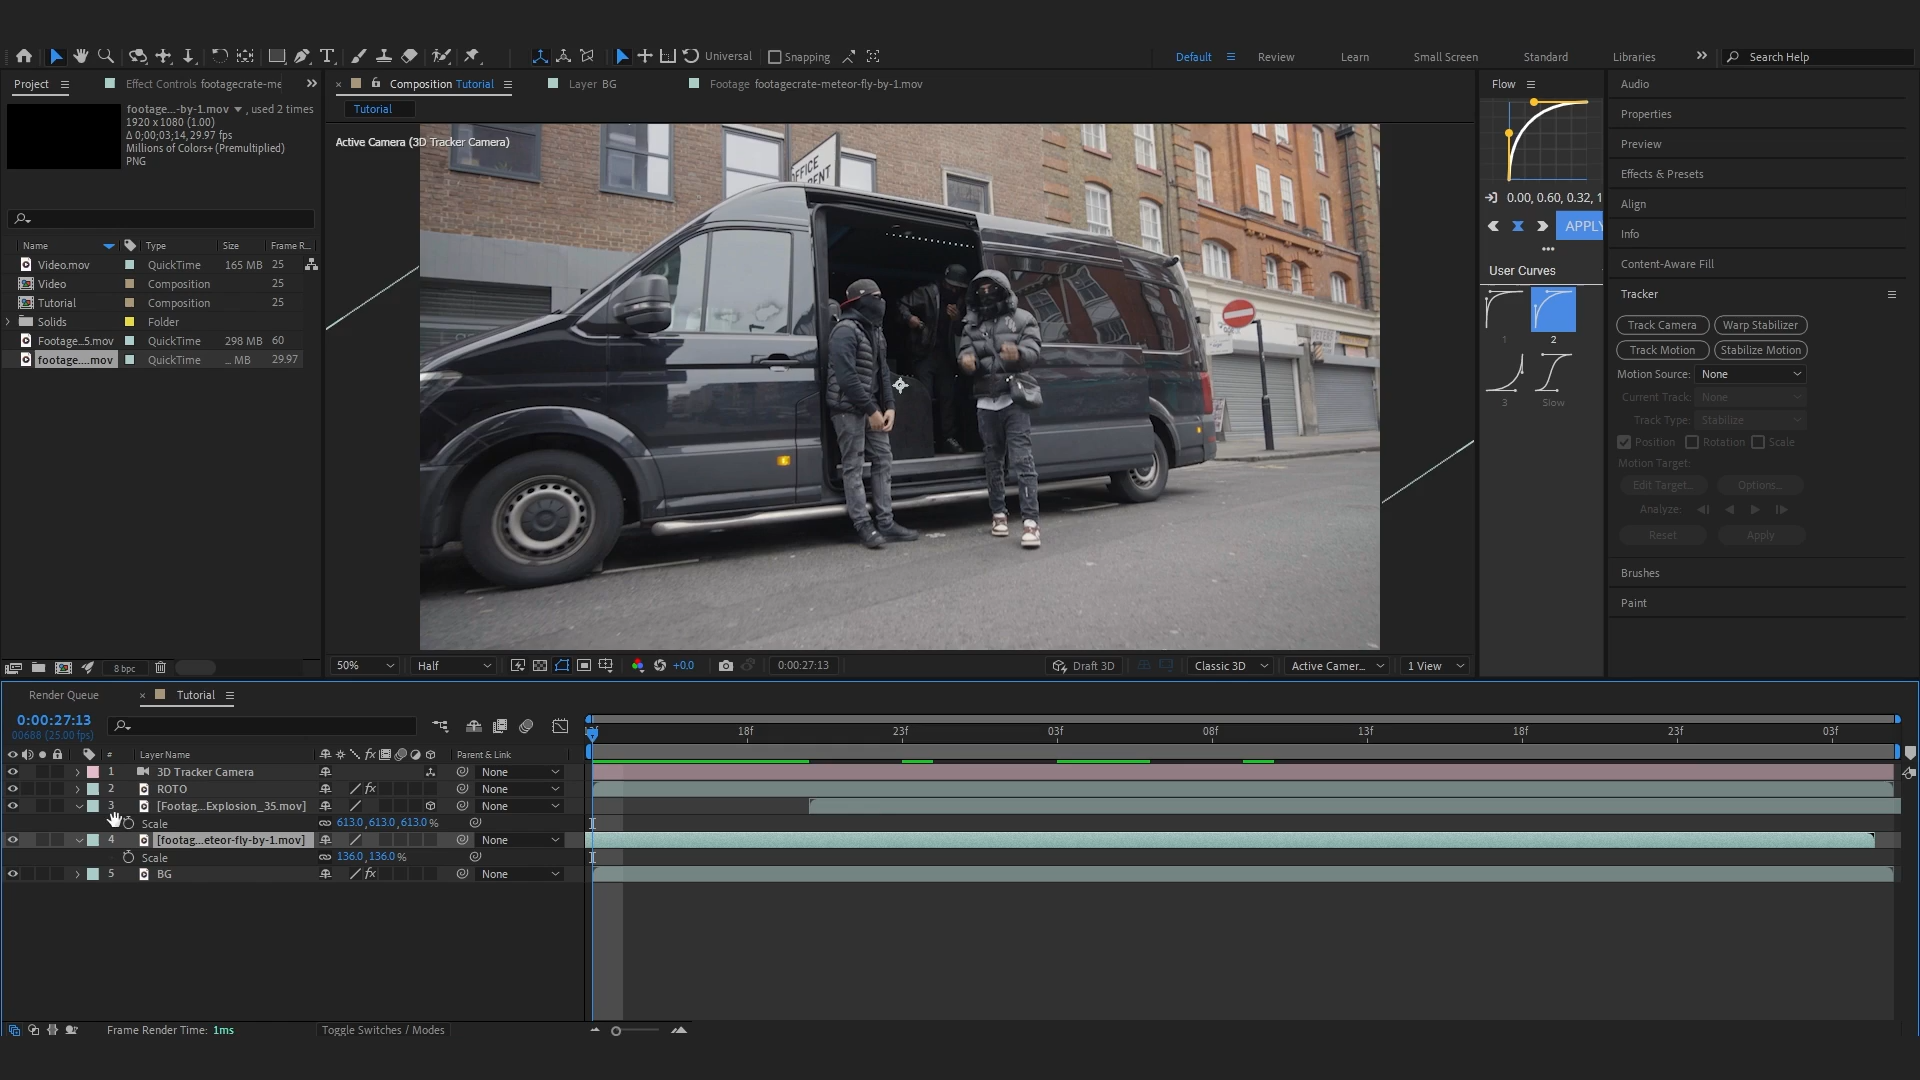 Universal
Snapping
Default
Review
Learn
Small Screen
Standard
Libraries
Search Help
Project
Effect Controls footagecrate-me
Composition Tutorial
Layer BG
Footage footagecrate-meteor-fly-by-1.mov
Flow
Audio
footage...-by-1.mov , used 2 times
1920 x 1080 (1.00)
Δ 0;00;03;14, 29.97 fps
Millions of Colors+ (Premultiplied)
PNG
Tutorial
Active Camera (3D Tracker Camera)
OFFICE
Properties
Preview
Effects & Presets
Align
Info
Content-Aware Fill
0.00, 0.60, 0.32, 1
APPLY
User Curves
1
2
3
Slow
Name Type Size Frame R...
Video.mov QuickTime 165 MB 25
Video Composition 25
Tutorial Composition 25
Solids Folder
Footage...5.mov QuickTime 298 MB 60
footage....mov QuickTime ... MB 29.97
Tracker
Track Camera Warp Stabilizer
Track Motion Stabilize Motion
Motion Source: None
Current Track: None
Track Type: Stabilize
Position Rotation Scale
Motion Target:
Edit Target... Options...
Analyze:
Reset Apply
Brushes
Paint
8 bpc
50%
Half
+0.0
0:00:27:13
Draft 3D
Classic 3D
Active Camer...
1 View
Render Queue
Tutorial
0:00:27:13
00688 (25.00 fps)
18f 23f 03f 08f 13f 18f 23f 03f
# Layer Name Parent & Link
1 3D Tracker Camera None
2 ROTO None
3 [Footag...Explosion_35.mov] None
Scale 613.0,613.0,613.0 %
4 [footag...eteor-fly-by-1.mov] None
Scale 136.0,136.0 %
5 BG None
Frame Render Time: 1ms
Toggle Switches / Modes